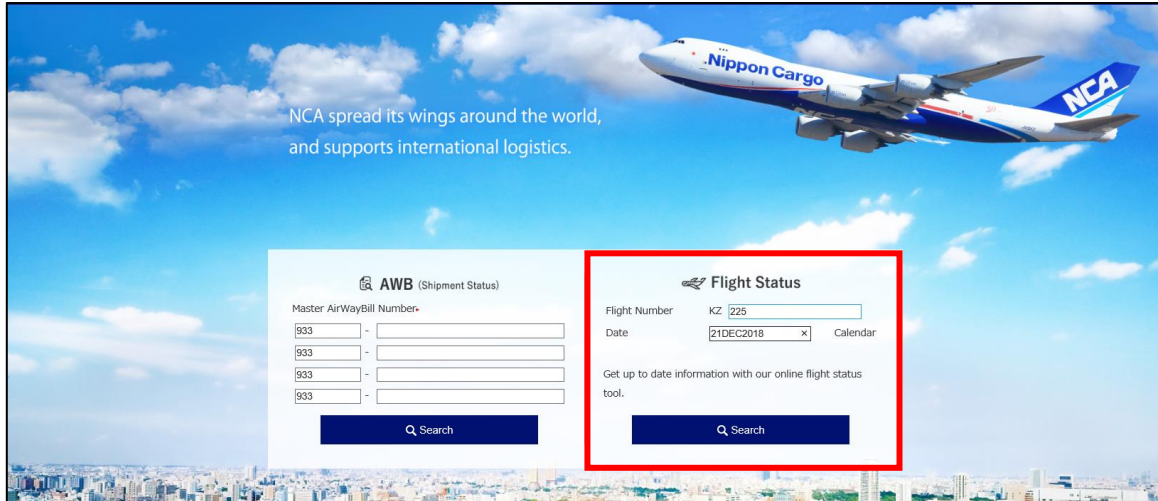 Nippon Cargo
NCA
NCA spread its wings around the world,
and supports international logistics.
AWB (Shipment Status)
Master AirWayBill Number
933 -
933 -
933 -
933 -
Search
Flight Status
Flight Number KZ 225
Date 21DEC2018 × Calendar
Get up to date information with our online flight status
tool.
Search